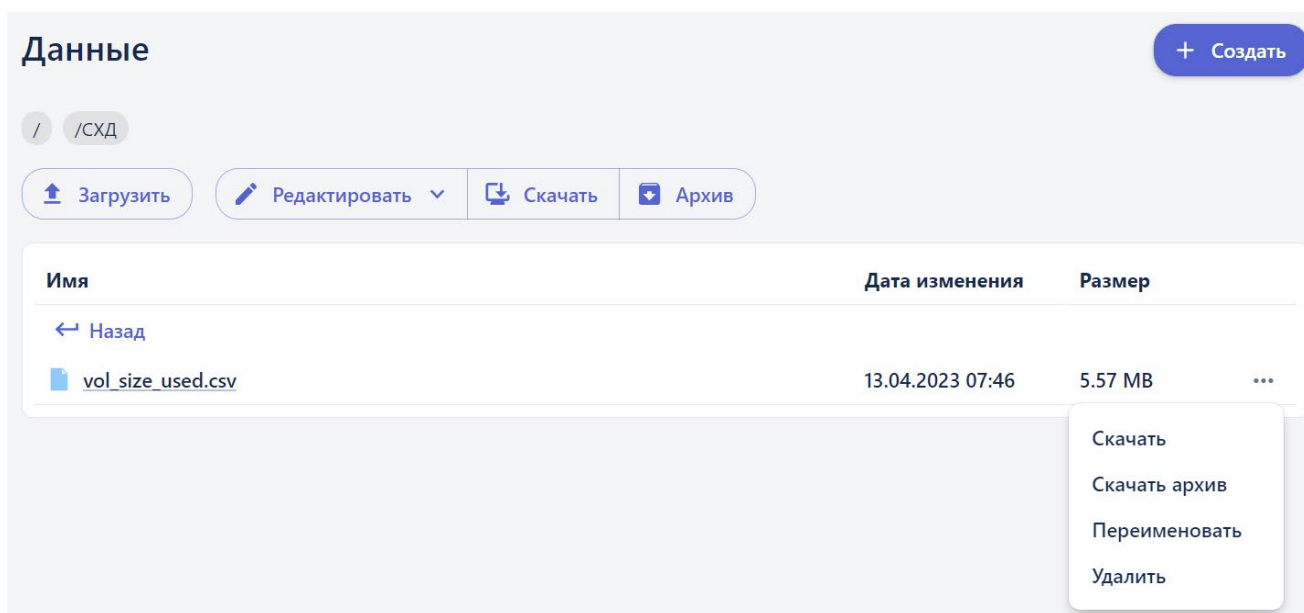 Данные
+ Создать
/ /СХД
Загрузить Редактировать Скачать Архив
Имя Дата изменения Размер
Назад
vol_size_used.csv 13.04.2023 07:46 5.57 MB ...
Скачать
Скачать архив
Переименовать
Удалить